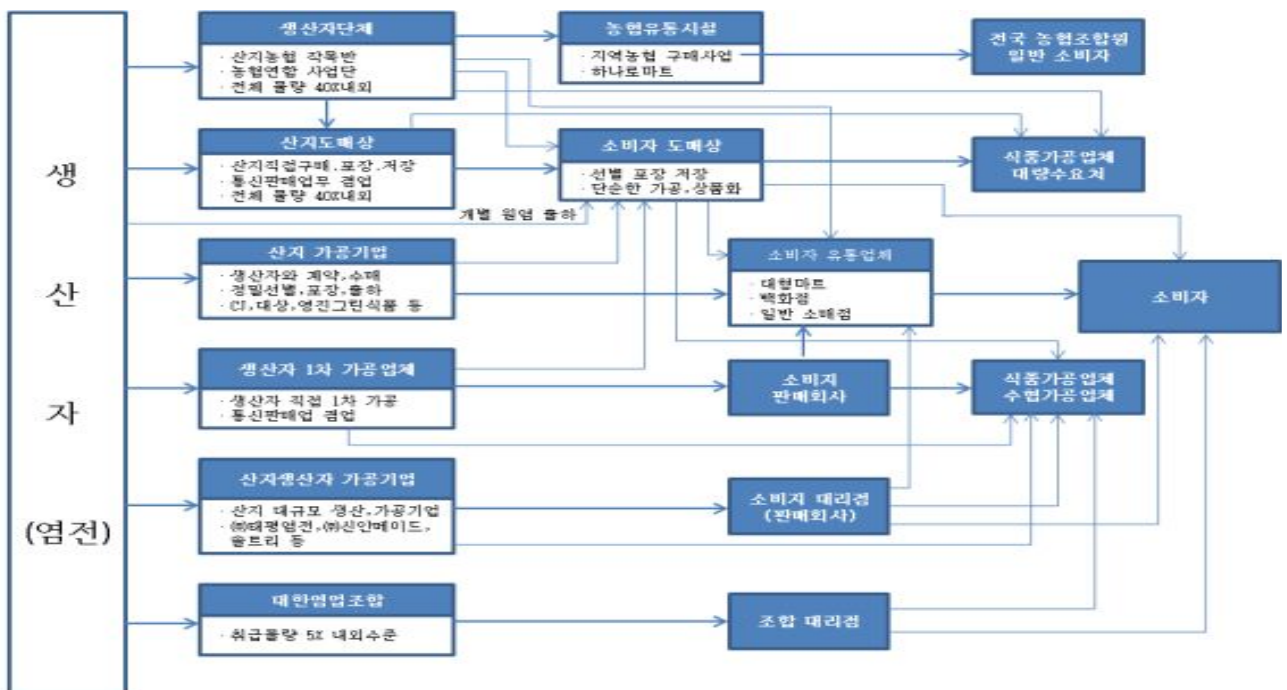 생
산
자
(염전)
생산자단체
· 산지농협 작목반
· 농협연합 사업단
· 전체 물량 40%내외
농협유통시설
· 지역농협 구매사업
· 하나로마트
전국 농협조합원
일반 소비자
산지도매상
· 산지직접구매,포장,저장
· 통신판매업무 겸업
· 전체 물량 40%내외
소비자 도매상
· 선별 포장 저장
· 단순한 가공,상품화
식품가공업체
대량수요처
개별 원염 출하
산지 가공기업
· 생산자와 계약,수매
· 정밀선별,포장,출하
· CJ,대상,영진그린식품 등
소비자 유통업체
· 대형마트
· 백화점
· 일반 소매점
소비자
생산자 1차 가공업체
· 생산자 직접 1차 가공
· 통신판매업 겸업
소비지
판매회사
식품가공업체
수협가공업체
산지생산자 가공기업
· 산지 대규모 생산,가공기업
· ㈜태평염전,㈜신안메이드,
솔트리 등
소비지 대리점
(판매회사)
대한염업조합
· 취급물량 5% 내외수준
조합 대리점